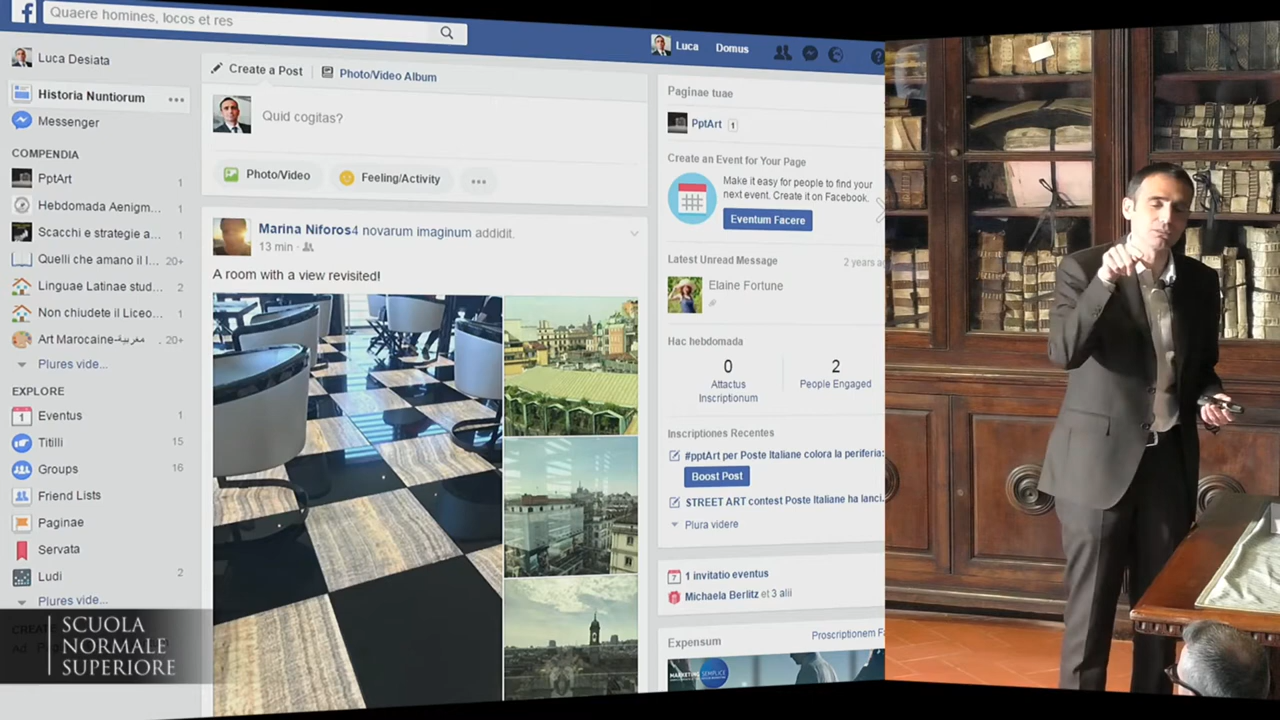 f
Quaere homines, locos et res
Luca
Domus
?
Luca Desiata
Historia Nuntiorum
Messenger
COMPENDIA
PptArt 1
Hebdomada Aenigm... 1
Scacchi e strategie a... 1
Quelli che amano il l... 20+
Linguae Latinae stud... 2
Non chiudete il Liceo... 1
Art Marocaine-مغربية . 20+
Plures vide...
EXPLORE
Eventus 1
Titilli 15
Groups 16
Friend Lists
Paginae
Servata
Ludi 2
Plures vide...
SCUOLA
NORMALE
SUPERIORE
Create a Post
Photo/Video Album
Quid cogitas?
Photo/Video
Feeling/Activity
Marina Niforos4 novarum imaginum addidit.
13 min
A room with a view revisited!
Paginae tuae
PptArt 1
Create an Event for Your Page
Make it easy for people to find your
next event. Create it on Facebook.
Eventum Facere
Latest Unread Message
2 years ag
Elaine Fortune
Hac hebdomada
0
Attactus
Inscriptionum
2
People Engaged
Inscriptiones Recentes
#pptArt per Poste Italiane colora la periferia:
Boost Post
STREET ART contest Poste Italiane ha lanci.
Plura videre
1 invitatio eventus
Michaela Berlitz et 3 alii
Expensum
Proscriptionem Fa
MARKETING SEMPLICE